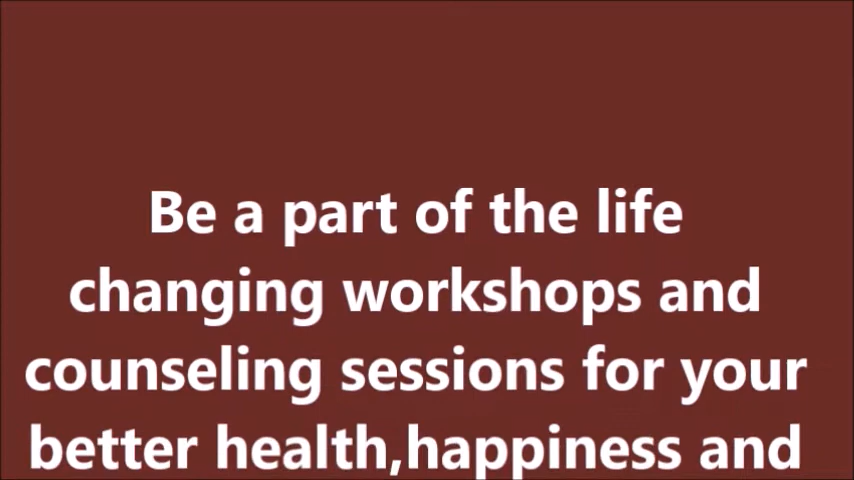 Be a part of the life
changing workshops and
counseling sessions for your
better health,happiness and